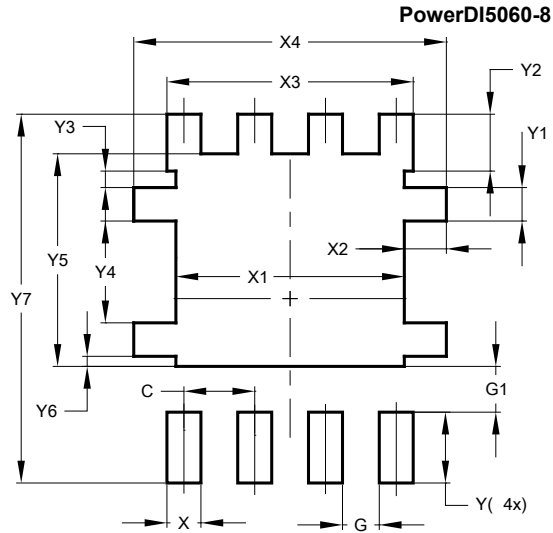 PowerDI5060-8
X4
X3
Y2
Y3
Y1
X2
Y4
Y5
X1
Y7
G1
C
Y6
Y( 4x)
X
G